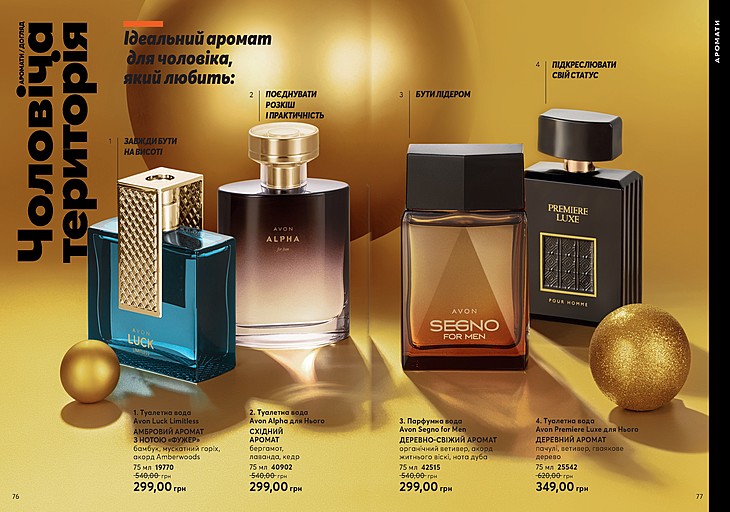 АРОМАТИ / ДОГЛЯД
Чоловіча
територія
Ідеальний аромат
для чоловіка,
який любить:
1 ЗАВЖДИ БУТИ
НА ВИСОТІ
2 ПОЄДНУВАТИ
РОЗКІШ
І ПРАКТИЧНІСТЬ
3 БУТИ ЛІДЕРОМ
4 ПІДКРЕСЛЮВАТИ
СВІЙ СТАТУС
АРОМАТИ
AVON
LUCK
LIMITLESS
AVON
ALPHA
for him
AVON
SEGNO
FOR MEN
PREMIERE
LUXE
POUR HOMME
1. Туалетна вода
Avon Luck Limitless
АМБРОВИЙ АРОМАТ
З НОТОЮ «ФУЖЕР»
бамбук, мускатний горіх,
акорд Amberwoods
75 мл 19770
540,00 грн
299,00 грн
2. Туалетна вода
Avon Alpha для Нього
СХІДНИЙ
АРОМАТ
бергамот,
лаванда, кедр
75 мл 40902
540,00 грн
299,00 грн
3. Парфумна вода
Avon Segno for Men
ДЕРЕВНО-СВІЖИЙ АРОМАТ
органічний ветивер, акорд
житнього віскі, нота дуба
75 мл 42515
540,00 грн
299,00 грн
4. Туалетна вода
Avon Premiere Luxe для Нього
ДЕРЕВНИЙ АРОМАТ
пачулі, ветивер, гваякове
дерево
75 мл 25542
620,00 грн
349,00 грн
76
77